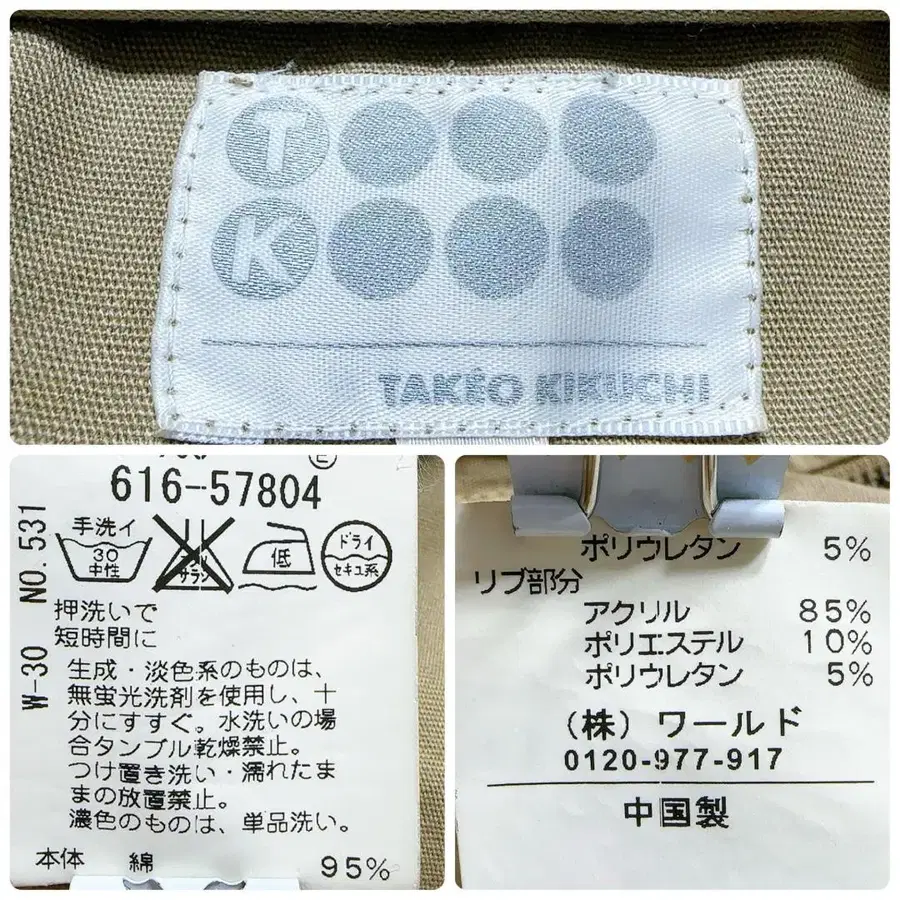 T
K
TAKÉO KIKUCHI
616-57804
手洗イ
30
中性
低
ドライ
セキユ系
NO.531
W-30
押洗いで
短時間に
生成・淡色系のものは、
無蛍光洗剤を使用し、十
分にすすぐ。水洗いの場
合タンブル乾燥禁止。
つけ置き洗い・濡れたま
まの放置禁止。
濃色のものは、単品洗い。
本体 綿 95%
ポリウレタン 5%
リブ部分
アクリル 85%
ポリエステル 10%
ポリウレタン 5%
(株) ワールド
0120-977-917
中国製